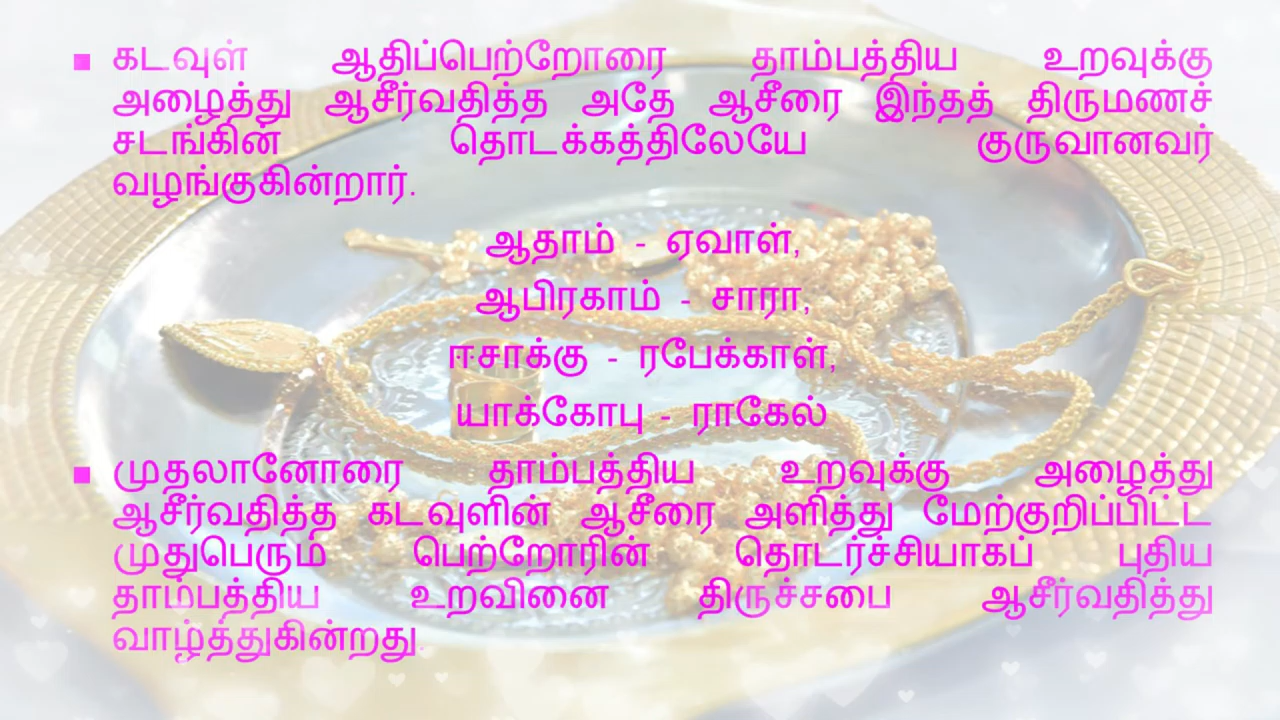 ▪ கடவுள் ஆதிப்பெற்றோரை தாம்பத்திய உறவுக்கு
அழைத்து ஆசீர்வதித்த அதே ஆசீரை இந்தத் திருமணச்
சடங்கின் தொடக்கத்திலேயே குருவானவர்
வழங்குகின்றார்.
ஆதாம் - ஏவாள்,
ஆபிரகாம் - சாரா,
ஈசாக்கு - ரபேக்காள்,
யாக்கோபு - ராகேல்
▪ முதலானோரை தாம்பத்திய உறவுக்கு அழைத்து
ஆசீர்வதித்த கடவுளின் ஆசீரை அளித்து மேற்குறிப்பிட்ட
முதுபெரும் பெற்றோரின் தொடர்ச்சியாகப் புதிய
தாம்பத்திய உறவினை திருச்சபை ஆசீர்வதித்து
வாழ்த்துகின்றது.